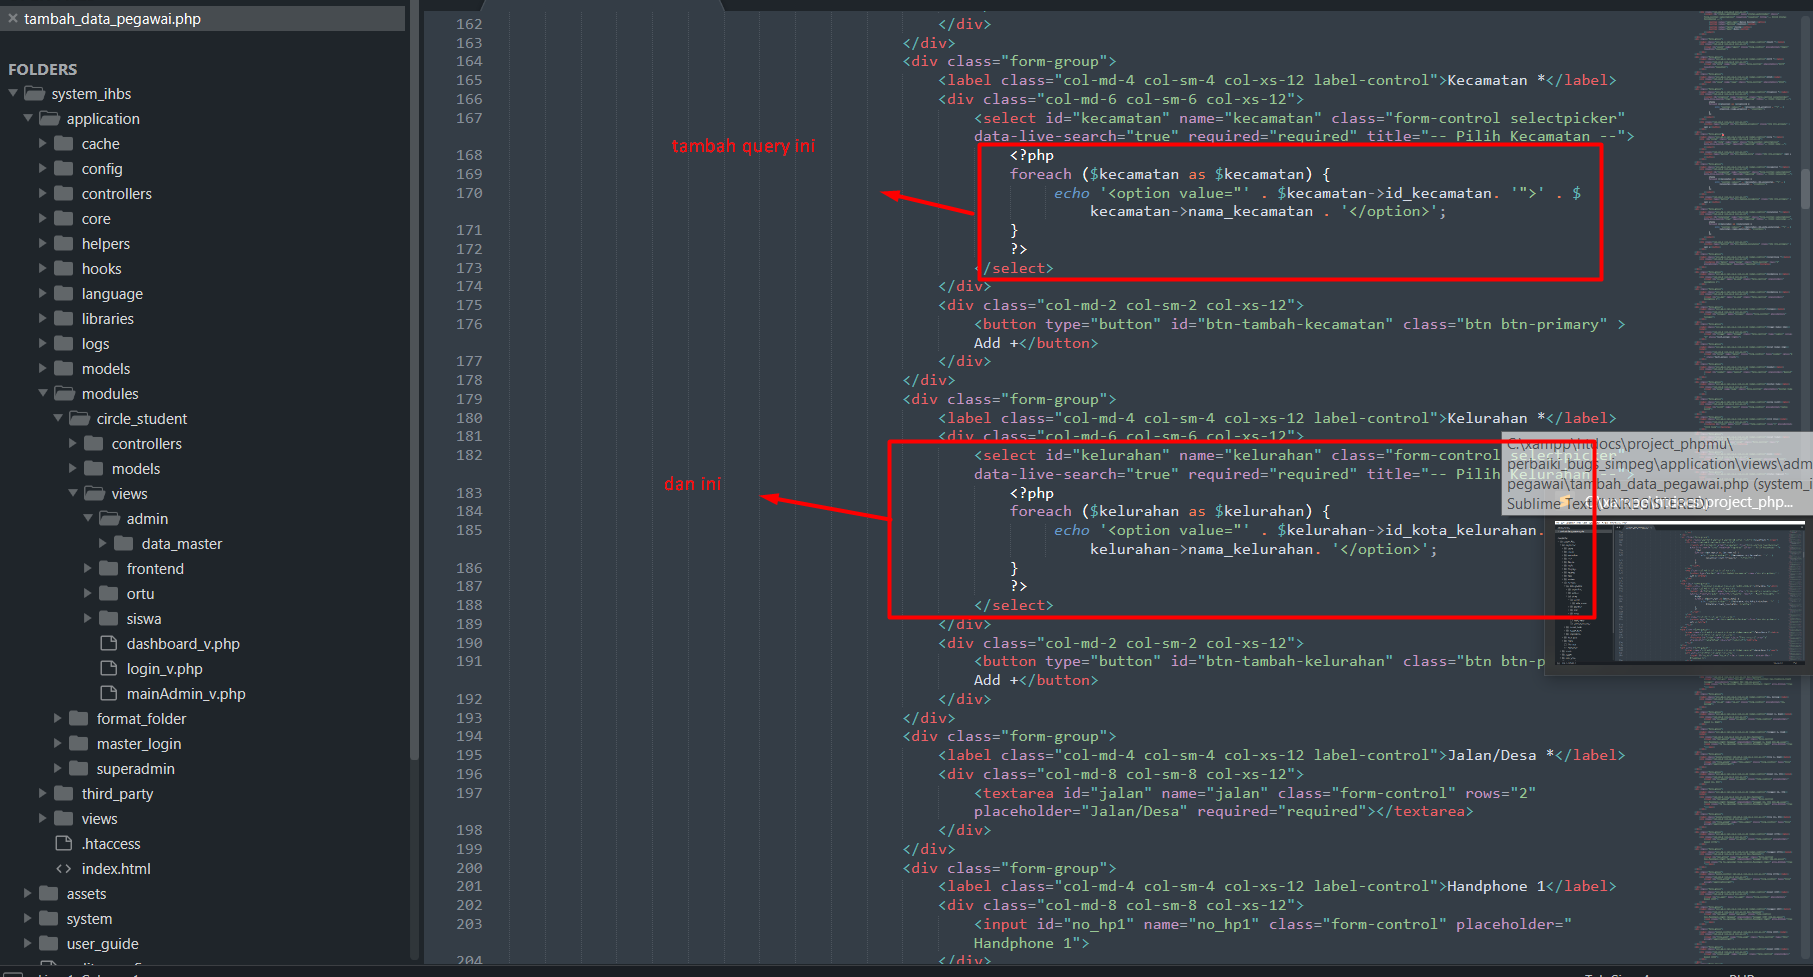 tambah_data_pegawai.php
FOLDERS
system_ihbs
application
cache
config
controllers
core
helpers
hooks
language
libraries
logs
models
modules
circle_student
controllers
models
views
admin
data_master
frontend
ortu
siswa
dashboard_v.php
login_v.php
mainAdmin_v.php
format_folder
master_login
superadmin
third_party
views
.htaccess
index.html
assets
system
user_guide
162 </div>
163 </div>
164 <div class="form-group">
165 <label class="col-md-4 col-sm-4 col-xs-12 label-control">Kecamatan *</label>
166 <div class="col-md-6 col-sm-6 col-xs-12">
167 <select id="kecamatan" name="kecamatan" class="form-control selectpicker"
data-live-search="true" required="required" title="-- Pilih Kecamatan --">
tambah query ini
168 <?php
169 foreach ($kecamatan as $kecamatan) {
170 echo '<option value="' . $kecamatan->id_kecamatan. '">' . $
kecamatan->nama_kecamatan . '</option>';
171 }
172 ?>
173 </select>
174 </div>
175 <div class="col-md-2 col-sm-2 col-xs-12">
176 <button type="button" id="btn-tambah-kecamatan" class="btn btn-primary" >
Add +</button>
177 </div>
178 </div>
179 <div class="form-group">
180 <label class="col-md-4 col-sm-4 col-xs-12 label-control">Kelurahan *</label>
181 <div class="col-md-6 col-sm-6 col-xs-12">
182 <select id="kelurahan" name="kelurahan" class="form-control selectpicker"
data-live-search="true" required="required" title="-- Pilih Kelurahan --">
dan ini
183 <?php
184 foreach ($kelurahan as $kelurahan) {
185 echo '<option value="' . $kelurahan->id_kota_kelurahan.
kelurahan->nama_kelurahan. '</option>';
186 }
187 ?>
188 </select>
189 </div>
190 <div class="col-md-2 col-sm-2 col-xs-12">
191 <button type="button" id="btn-tambah-kelurahan" class="btn btn-p
Add +</button>
192 </div>
193 </div>
194 <div class="form-group">
195 <label class="col-md-4 col-sm-4 col-xs-12 label-control">Jalan/Desa *</label>
196 <div class="col-md-8 col-sm-8 col-xs-12">
197 <textarea id="jalan" name="jalan" class="form-control" rows="2"
placeholder="Jalan/Desa" required="required"></textarea>
198 </div>
199 </div>
200 <div class="form-group">
201 <label class="col-md-4 col-sm-4 col-xs-12 label-control">Handphone 1</label>
202 <div class="col-md-8 col-sm-8 col-xs-12">
203 <input id="no_hp1" name="no_hp1" class="form-control" placeholder="
Handphone 1">
204 </div>
C:\xampp\htdocs\project_phpmu\
perbaiki_bugs_simpeg\application\views\adm
pegawai\tambah_data_pegawai.php (system_i
Sublime Text (UNREGISTERED)
project_php...